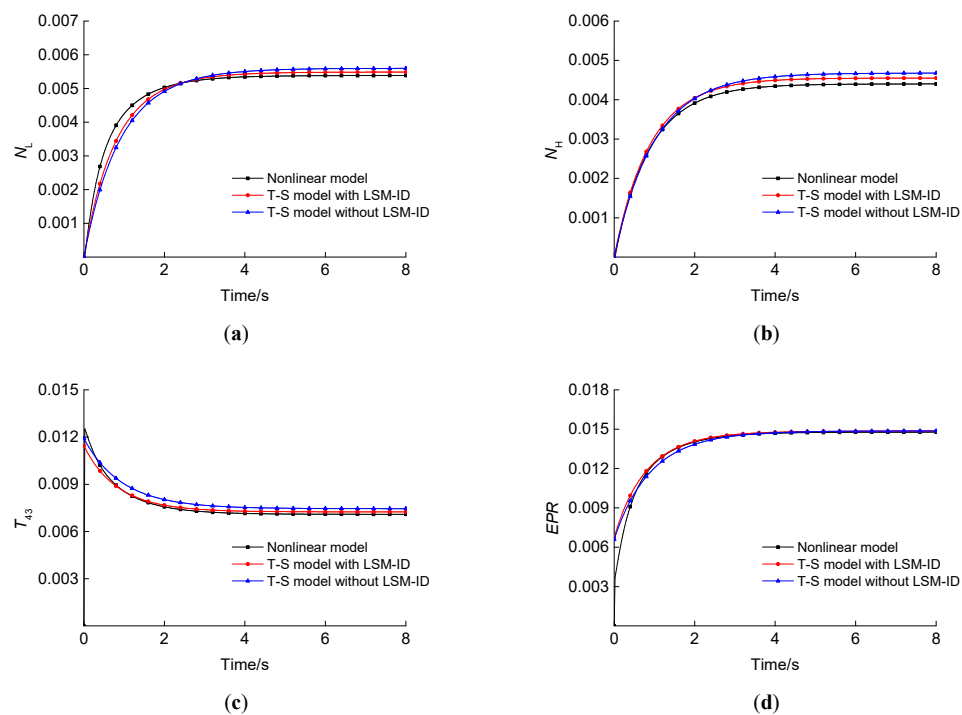 0.007
0.006
0.005
0.004
0.003
0.002
0.001
N_L
Nonlinear model
T-S model with LSM-ID
T-S model without LSM-ID
0 2 4 6 8
Time/s
(a)
0.006
0.005
0.004
0.003
0.002
0.001
N_H
Nonlinear model
T-S model with LSM-ID
T-S model without LSM-ID
0 2 4 6 8
Time/s
(b)
0.015
0.012
0.009
0.006
0.003
T_43
Nonlinear model
T-S model with LSM-ID
T-S model without LSM-ID
0 2 4 6 8
Time/s
(c)
0.018
0.015
0.012
0.009
0.006
0.003
EPR
Nonlinear model
T-S model with LSM-ID
T-S model without LSM-ID
0 2 4 6 8
Time/s
(d)